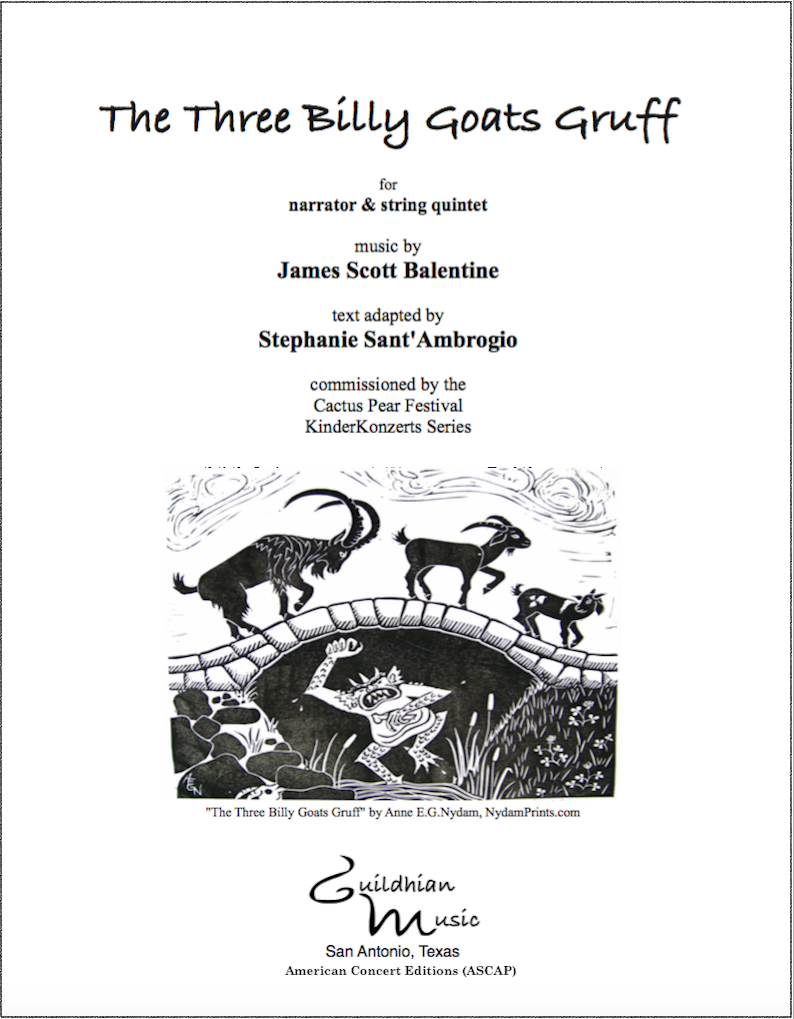 The Three Billy Goats Gruff
for
narrator & string quintet
music by
James Scott Balentine
text adapted by
Stephanie Sant'Ambrogio
commissioned by the
Cactus Pear Festival
KinderKonzerts Series
AEGN
"The Three Billy Goats Gruff" by Anne E.G.Nydam, NydamPrints.com
Guildhian
Music
San Antonio, Texas
American Concert Editions (ASCAP)